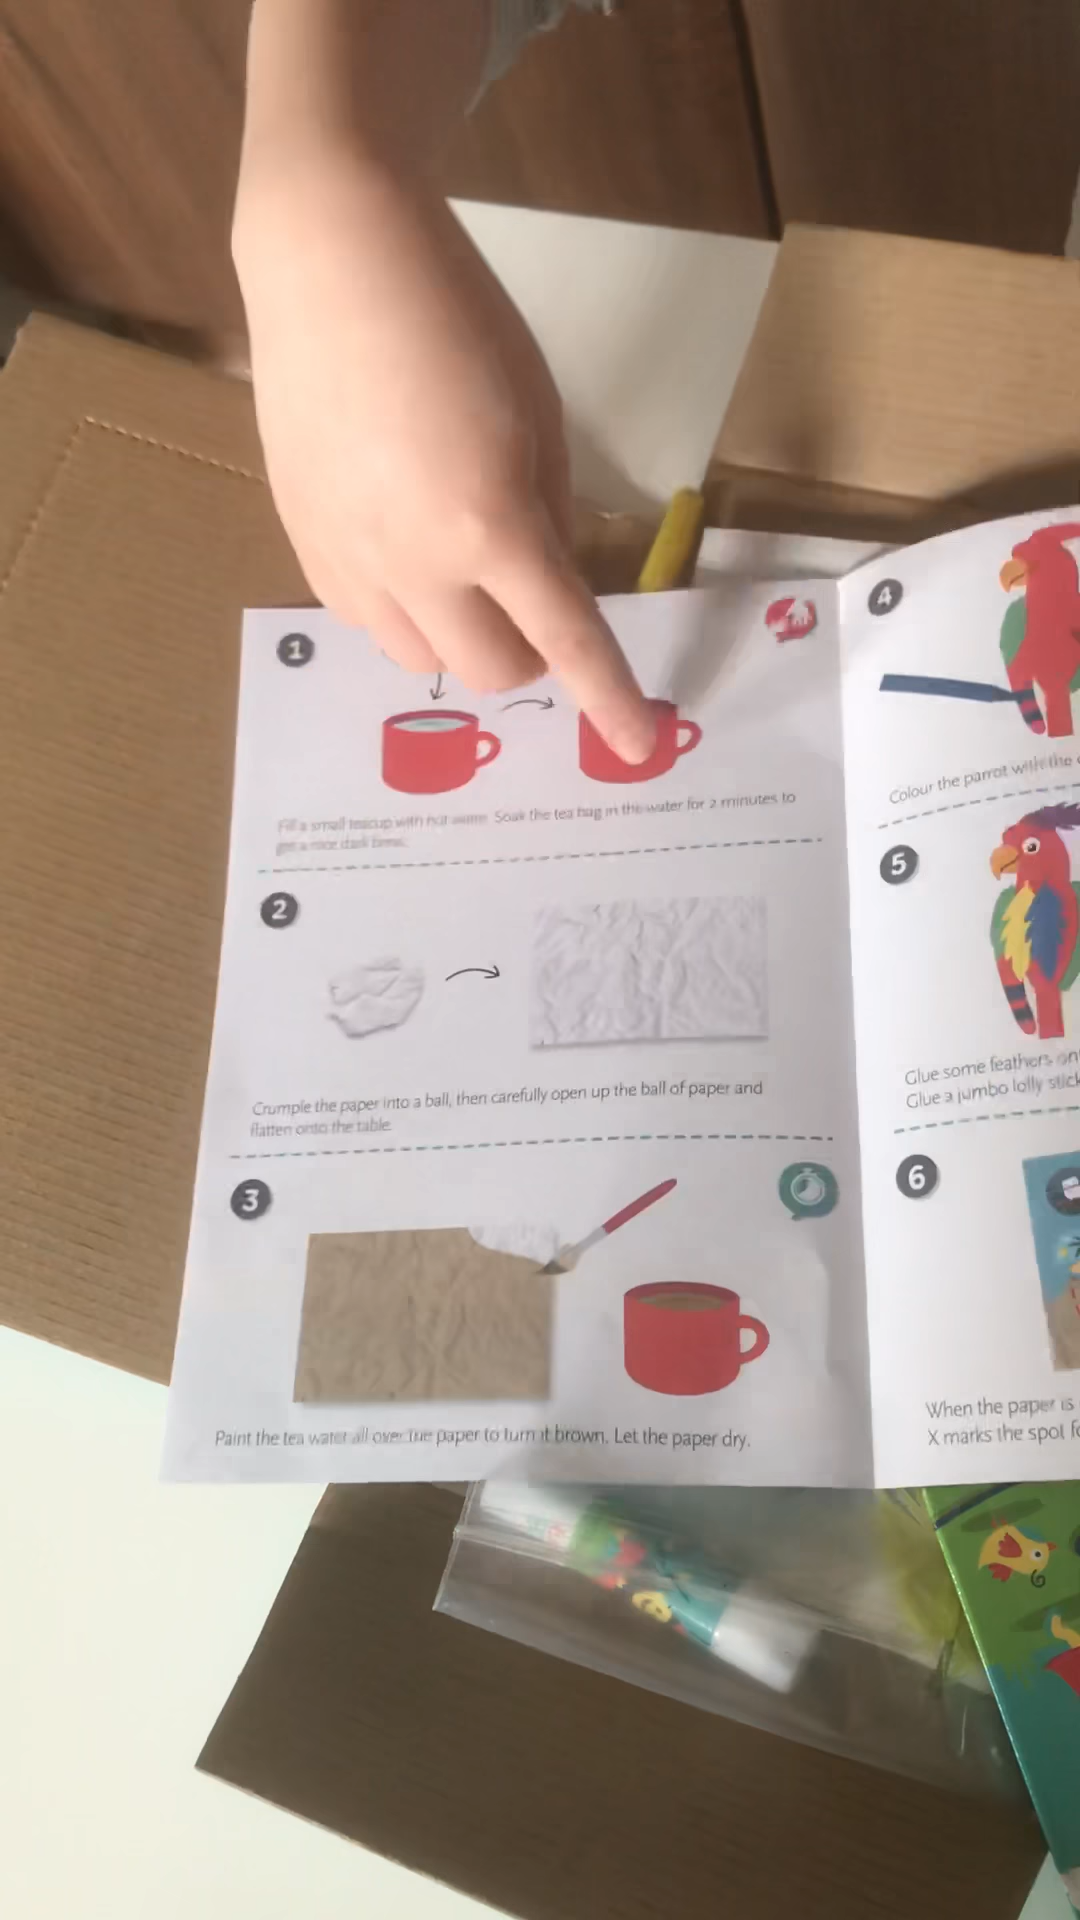 1
Fill a small teacup with hot water. Soak the tea bag in the water for 2 minutes to
get a nice dark brew.
2
Crumple the paper into a ball, then carefully open up the ball of paper and
flatten onto the table.
3
Paint the tea water all over the paper to turn it brown. Let the paper dry.
4
Colour the parrot with the
5
Glue some feathers
Glue a jumbo lolly stick
6
When the paper is
X marks the spot